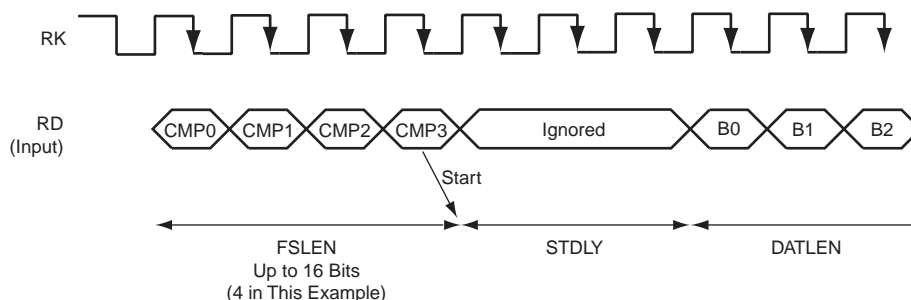 RK
RD
(Input)
CMP0 CMP1 CMP2 CMP3 Ignored B0 B1 B2
Start
FSLEN STDLY DATLEN
Up to 16 Bits
(4 in This Example)